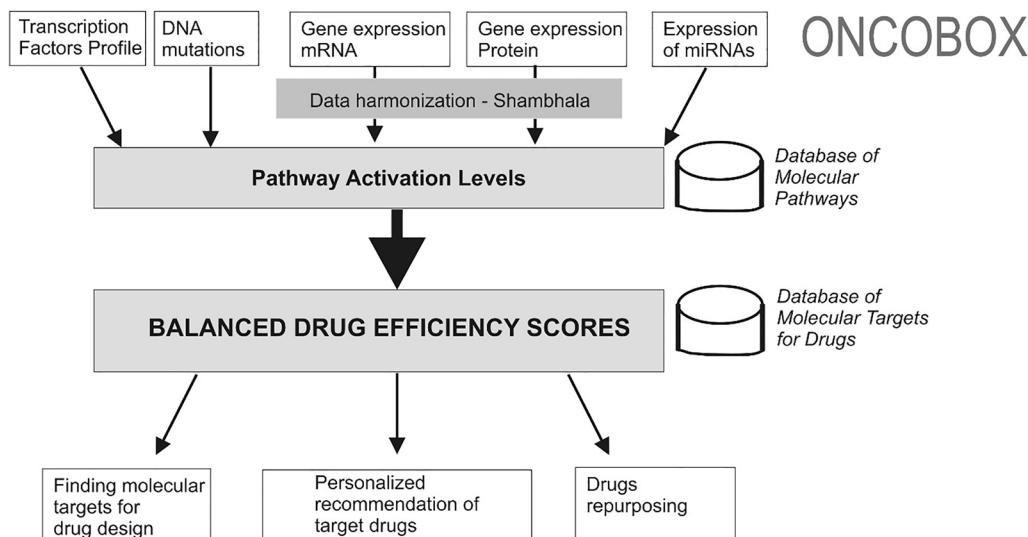 Transcription
Factors Profile
DNA
mutations
Gene expression
mRNA
Gene expression
Protein
Expression
of miRNAs
ONCOBOX
Data harmonization - Shambhala
Pathway Activation Levels
Database of
Molecular
Pathways
BALANCED DRUG EFFICIENCY SCORES
Database of
Molecular Targets
for Drugs
Finding molecular
targets for
drug design
Personalized
recommendation of
target drugs
Drugs
repurposing